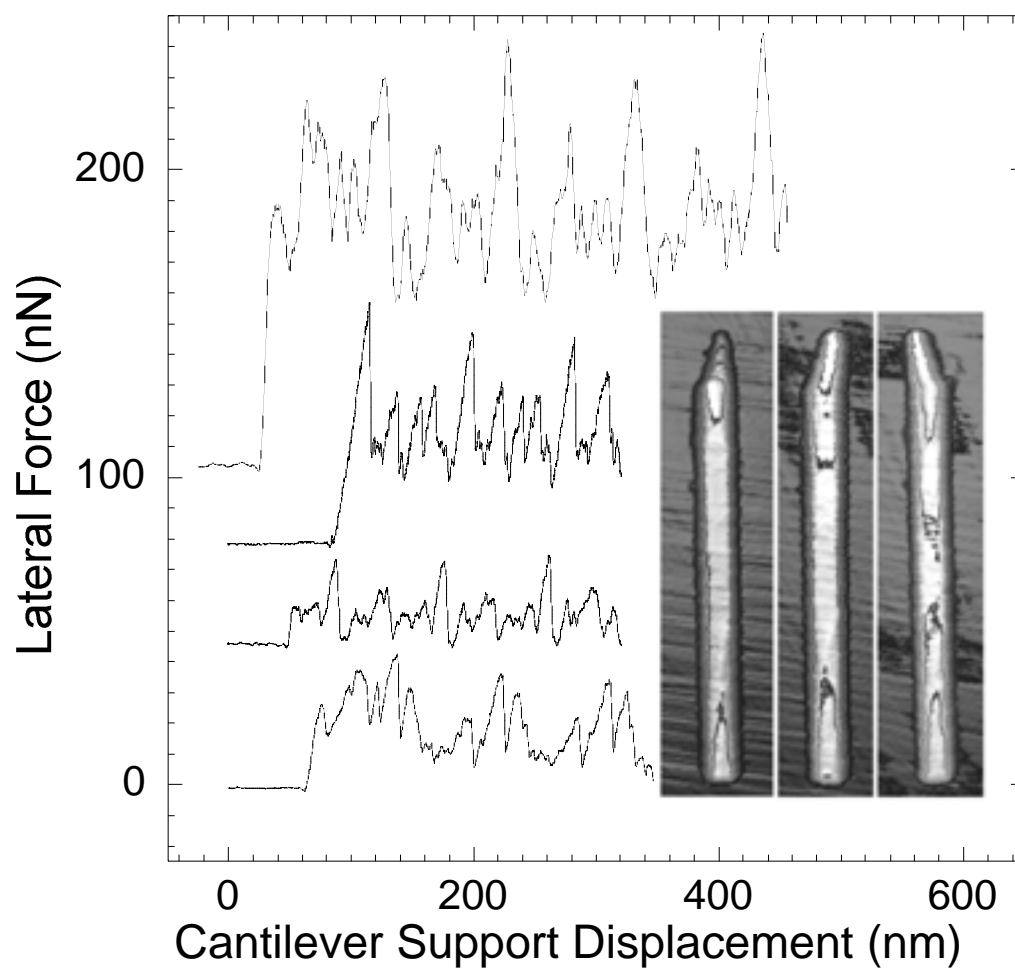 200
100
0
Lateral Force (nN)
0 200 400 600
Cantilever Support Displacement (nm)